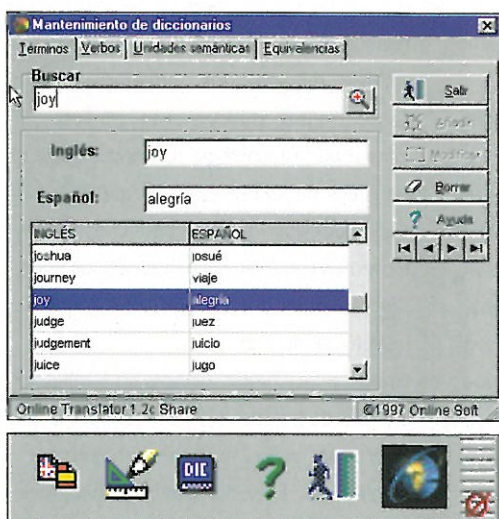 Mantenimiento de diccionarios
Términos Verbos Unidades semánticas Equivalencias
Buscar
joy
Salir
Añadir
Modificar
Inglés: joy
Borrar
Español: alegría
Ayuda
INGLÉS ESPAÑOL
joshua josué
journey viaje
joy alegría
judge juez
judgement juicio
juice jugo
Online Translator 1.2c Share ©1997 Online Soft
DIC